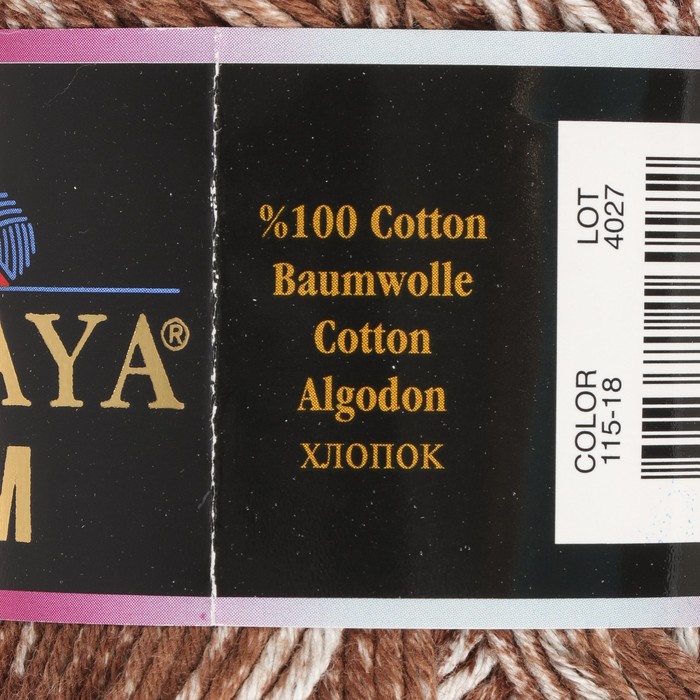 AYA®
M
%100 Cotton
Baumwolle
Cotton
Algodon
хлопок
LOT
4027
COLOR
115-18